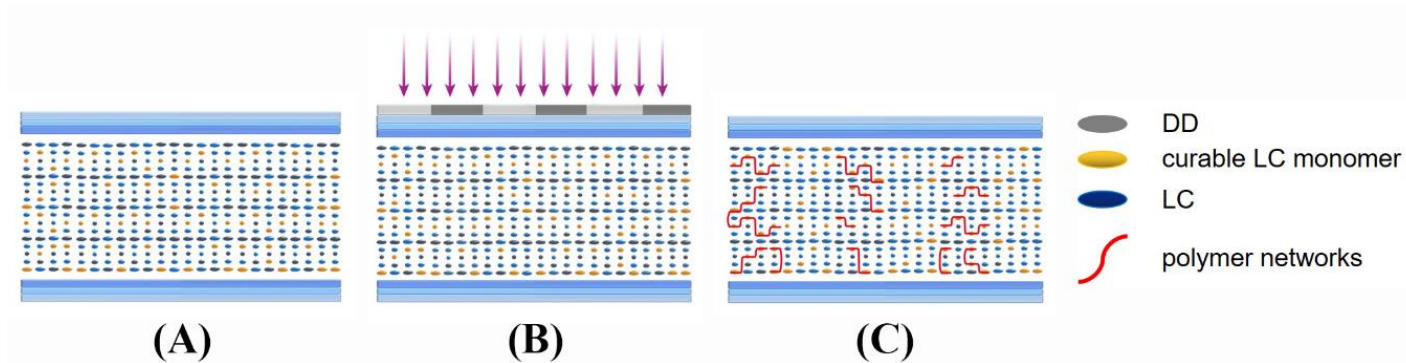 DD
curable LC monomer
LC
polymer networks
(A)
(B)
(C)